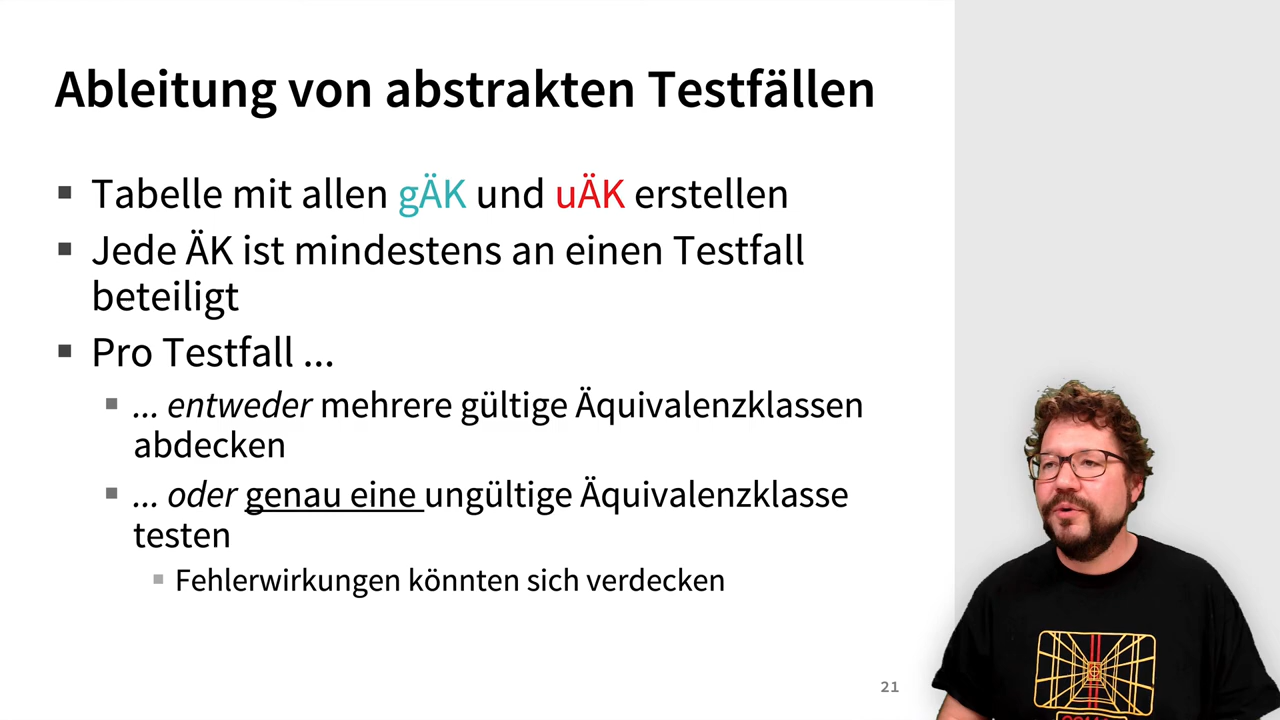 Ableitung von abstrakten Testfällen
Tabelle mit allen gÄK und uÄK erstellen
Jede ÄK ist mindestens an einen Testfall
beteiligt
Pro Testfall ...
... entweder mehrere gültige Äquivalenzklassen
abdecken
... oder genau eine ungültige Äquivalenzklasse
testen
Fehlerwirkungen könnten sich verdecken
21